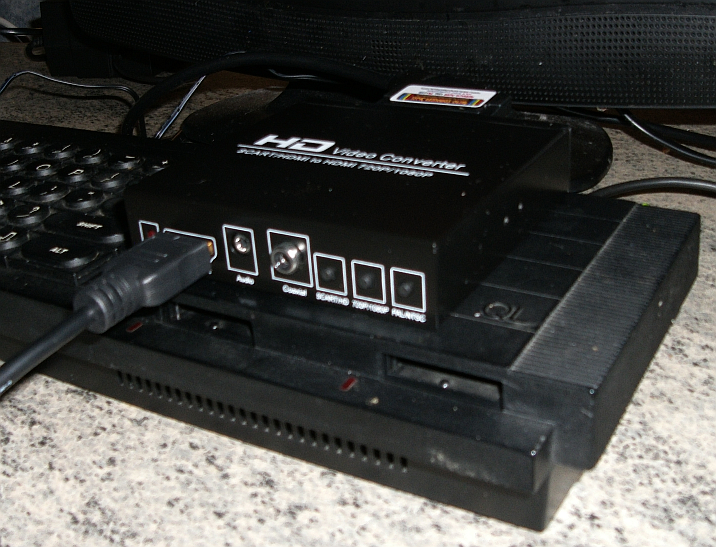 HD Video Converter
SCART/HDMI to HDMI 720P/1080P
Audio
Coaxial
SCART/HD
720P/1080P
PAL/NTSC
QL
SHIFT
ALT